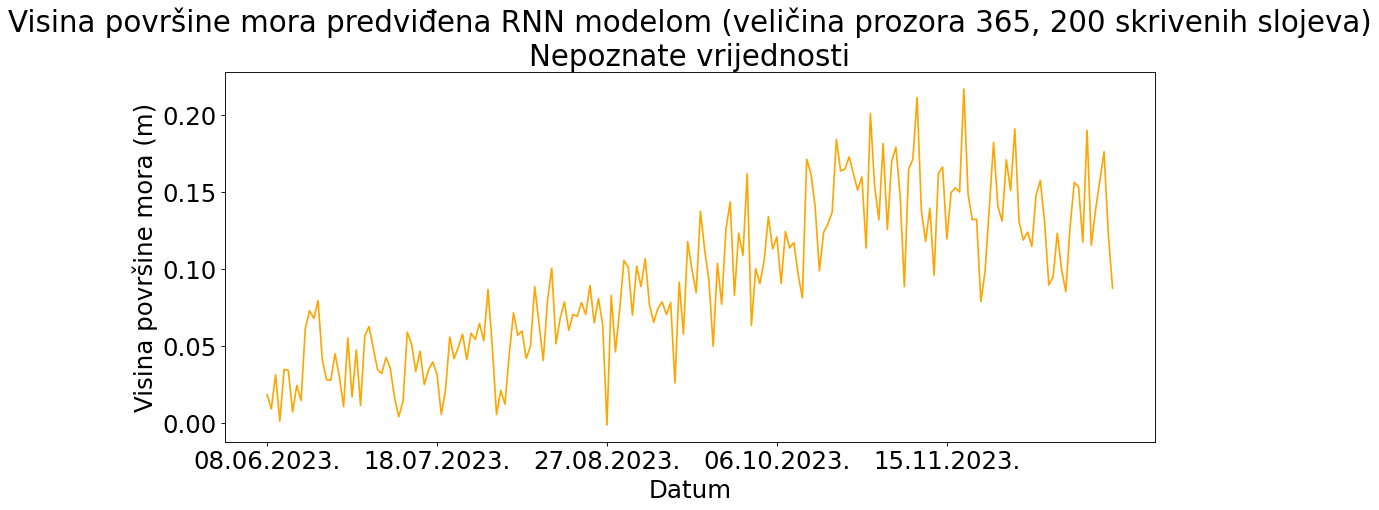 Visina površine mora predviđena RNN modelom (veličina prozora 365, 200 skrivenih slojeva)
Nepoznate vrijednosti
Visina površine mora (m)
0.20
0.15
0.10
0.05
0.00
08.06.2023.
18.07.2023.
27.08.2023.
06.10.2023.
15.11.2023.
Datum